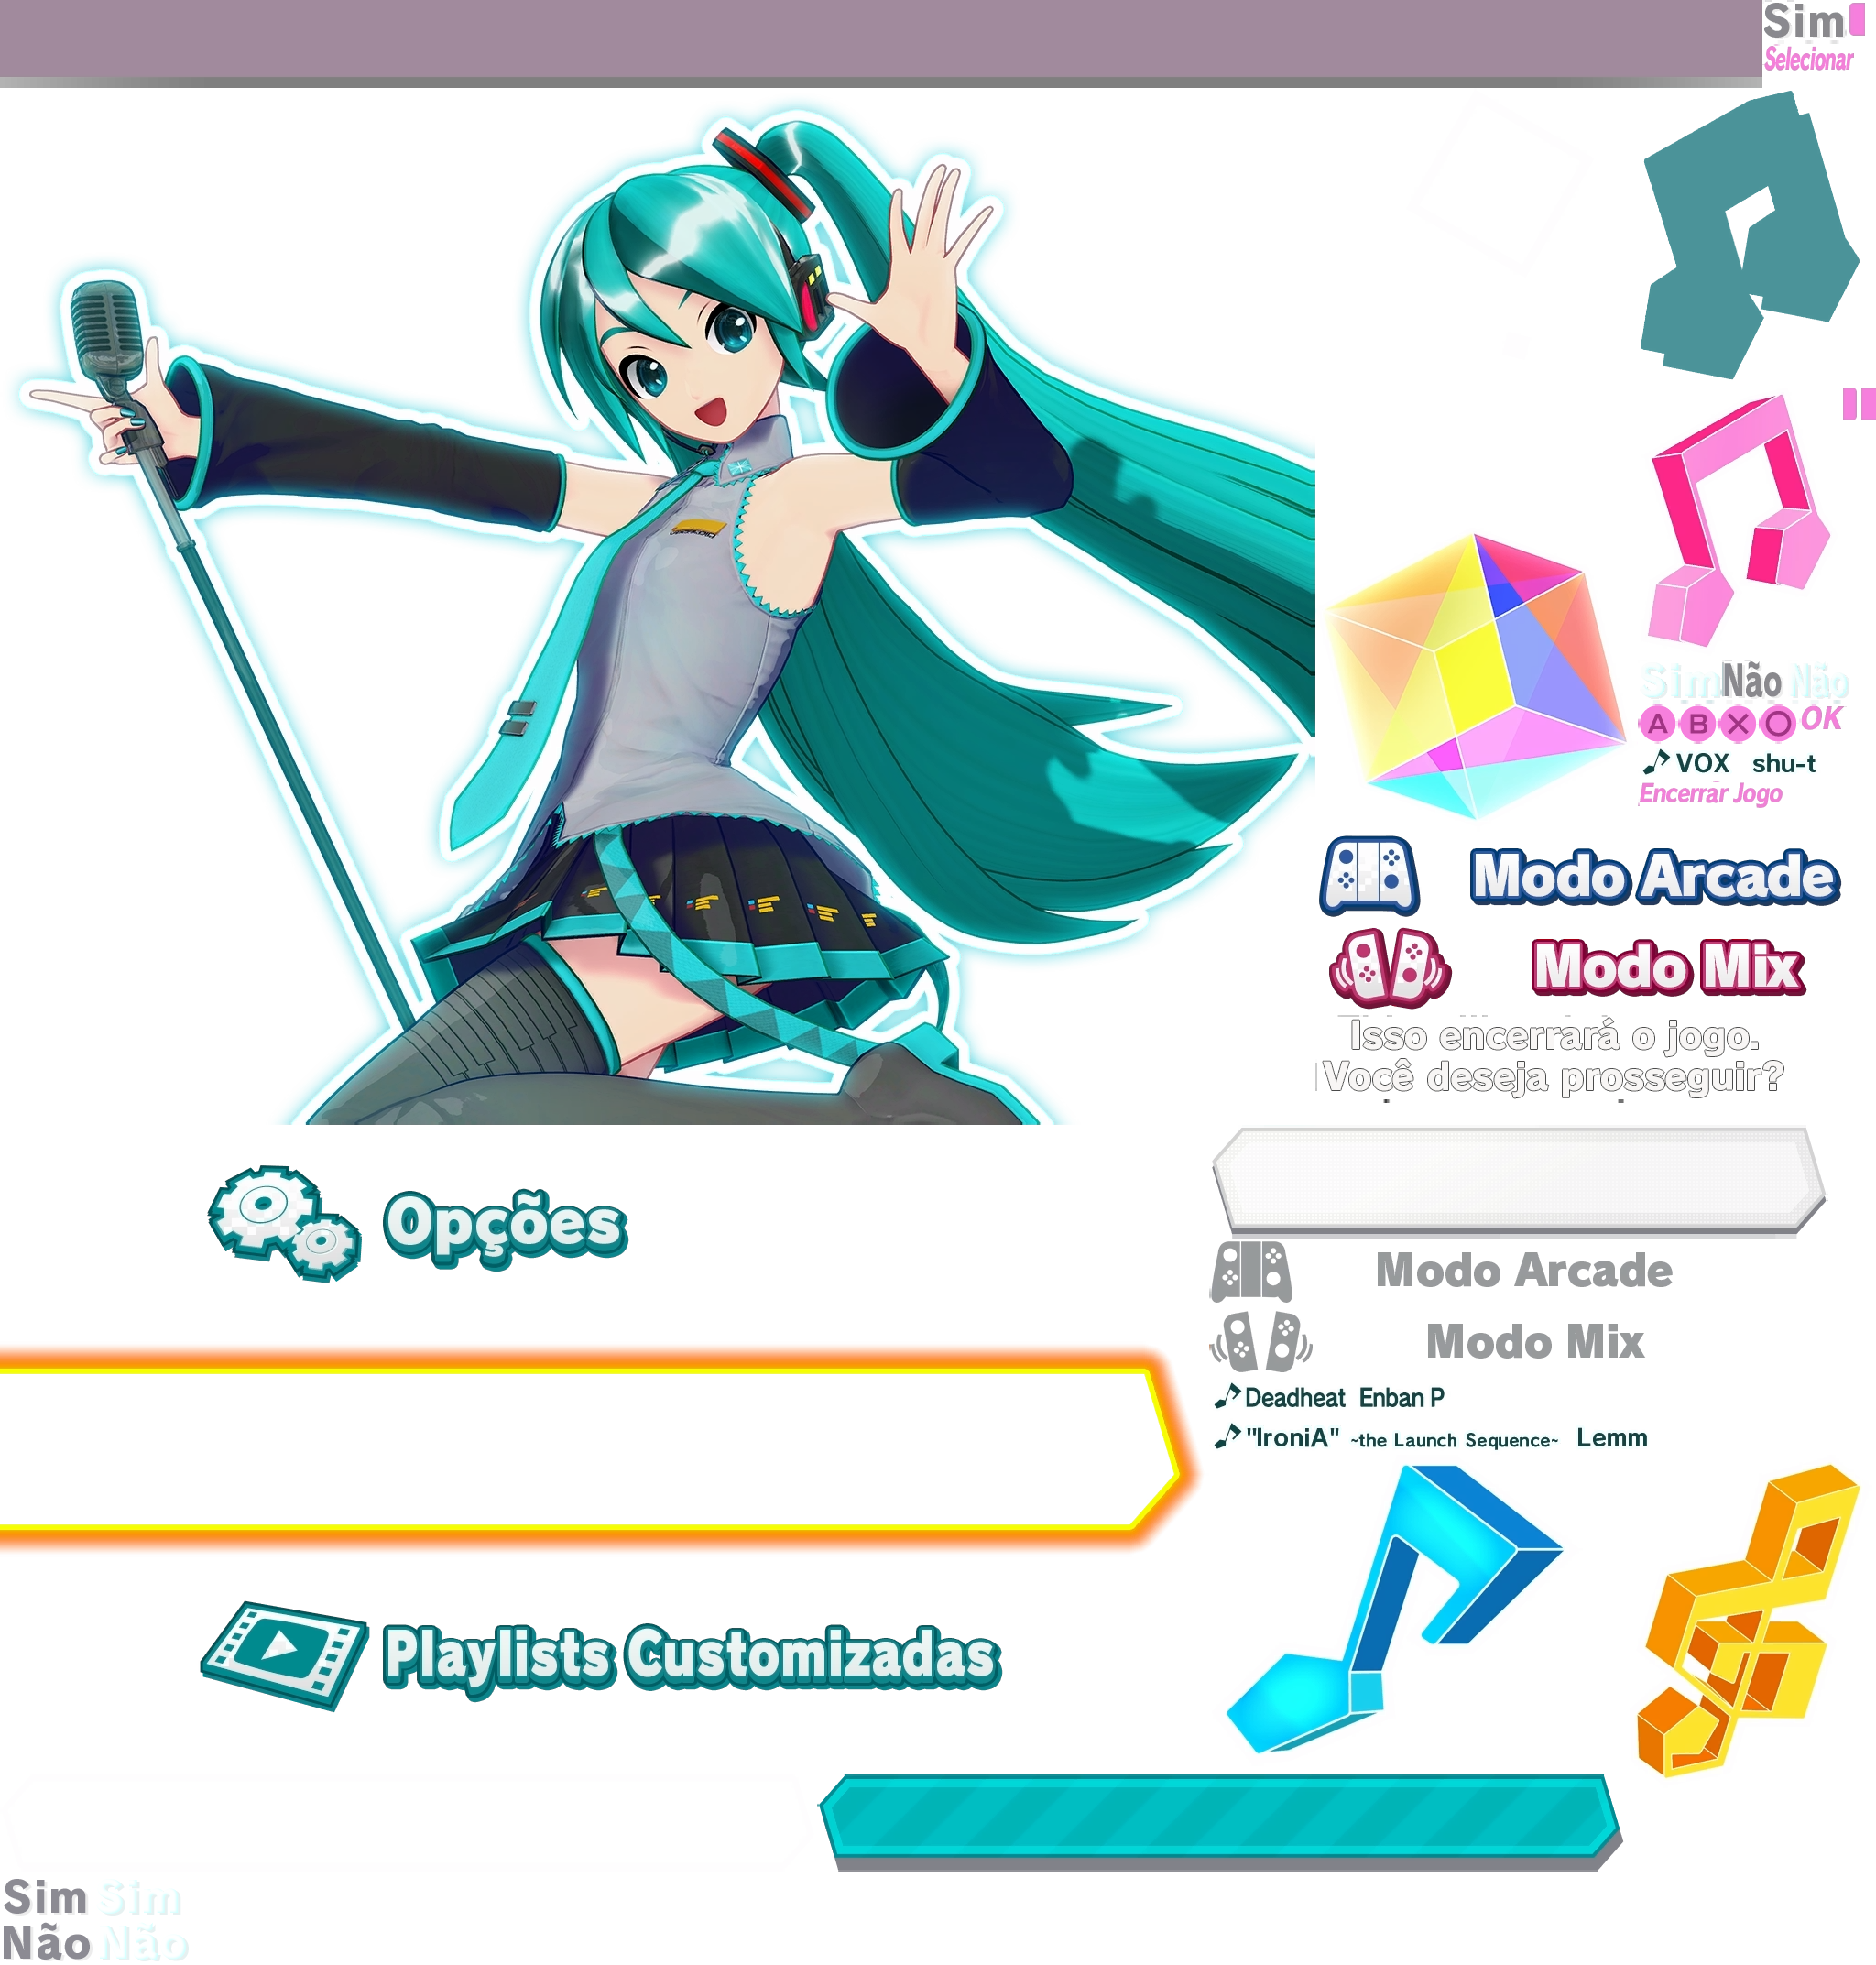 Sim
Selecionar
Sim Não Não
A B X O OK
VOX shu-t
Encerrar Jogo
Modo Arcade
Modo Mix
Isso encerrará o jogo.
Você deseja prosseguir?
Opções
Modo Arcade
Modo Mix
Deadheat Enban P
"IroniA" ~the Launch Sequence~ Lemm
Playlists Customizadas
Sim Sim
Não Não